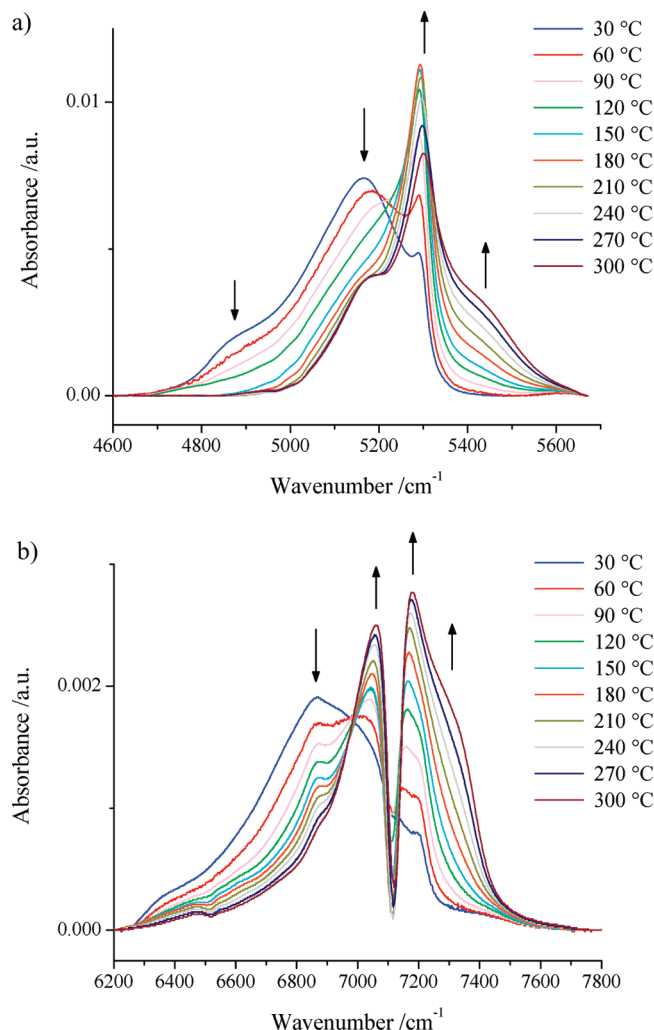 a)
0.01
0.00
Absorbance /a.u.
30 °C
60 °C
90 °C
120 °C
150 °C
180 °C
210 °C
240 °C
270 °C
300 °C
4600 4800 5000 5200 5400 5600
Wavenumber /cm⁻¹
b)
0.002
0.000
Absorbance /a.u.
30 °C
60 °C
90 °C
120 °C
150 °C
180 °C
210 °C
240 °C
270 °C
300 °C
6200 6400 6600 6800 7000 7200 7400 7600 7800
Wavenumber /cm⁻¹